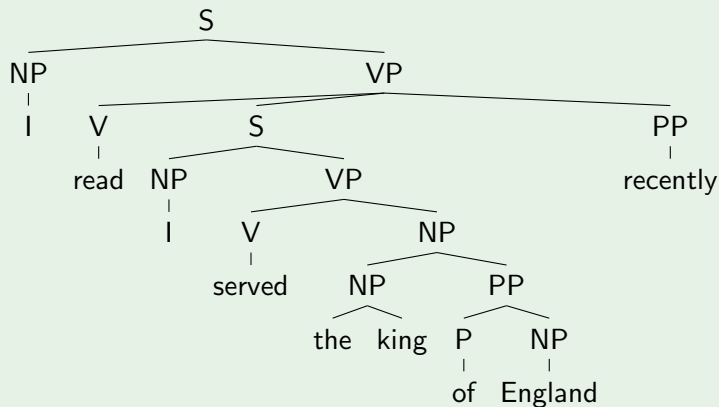 S
NP VP
I V S PP
read NP VP recently
I V NP
served NP PP
the king P NP
of England